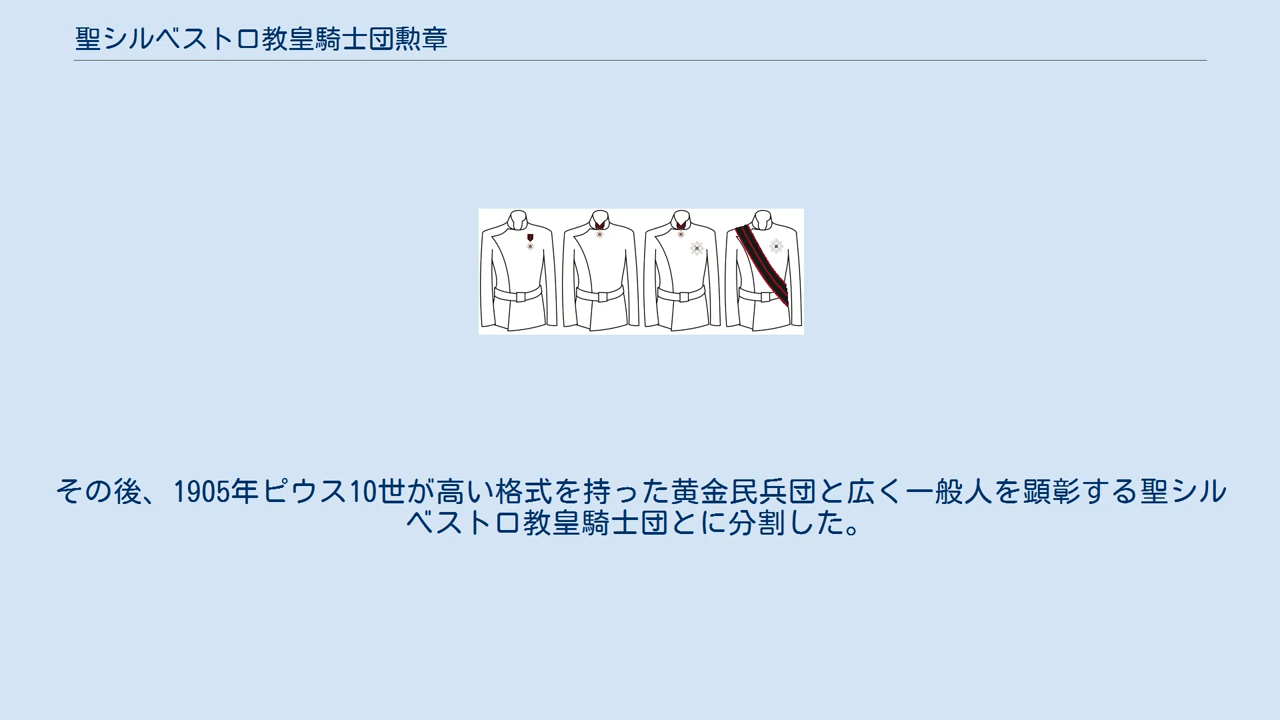 聖シルベストロ教皇騎士団勲章
その後、1905年ピウス10世が高い格式を持った黄金民兵団と広く一般人を顕彰する聖シル
ベストロ教皇騎士団とに分割した。